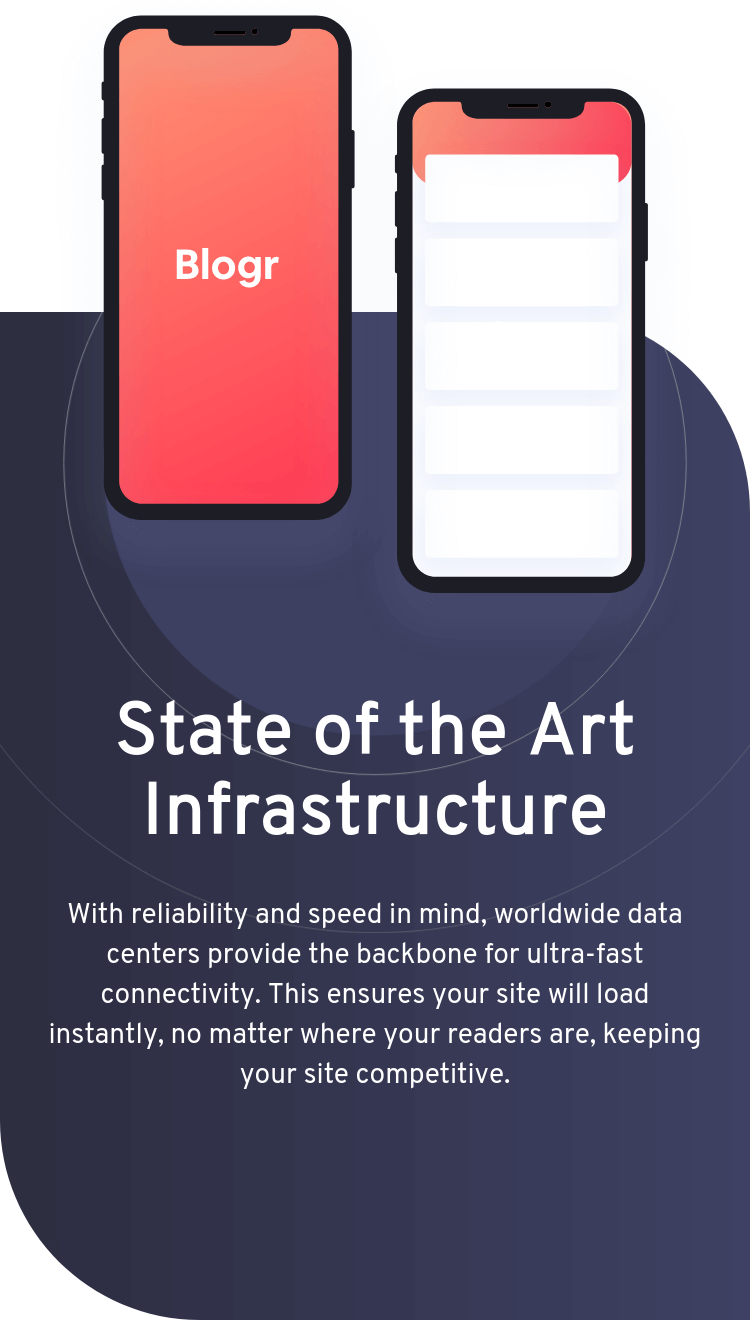 Blogr
State of the Art
Infrastructure
With reliability and speed in mind, worldwide data
centers provide the backbone for ultra-fast
connectivity. This ensures your site will load
instantly, no matter where your readers are, keeping
your site competitive.